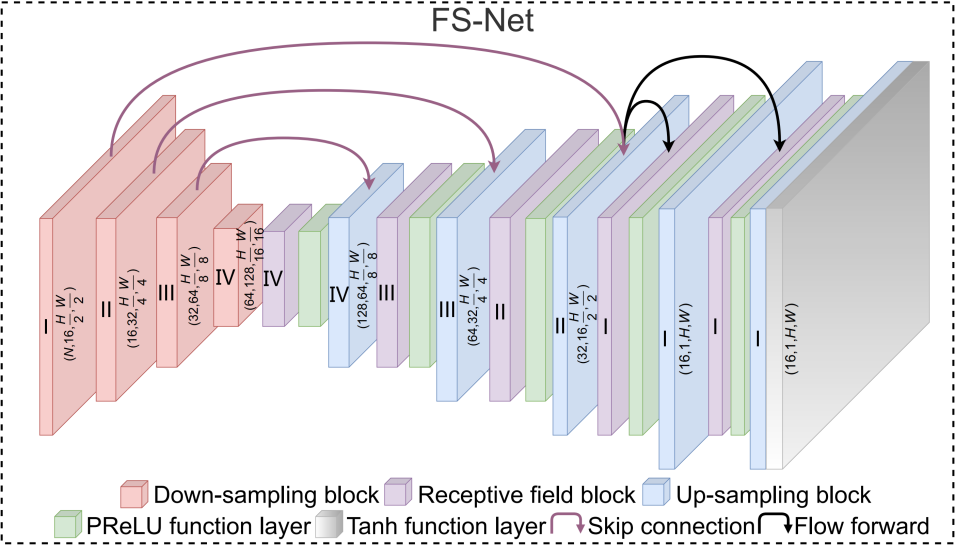 FS-Net
I
(N,16,H/2,W/2)
II
(16,32,H/4,W/4)
III
(32,64,H/8,W/8)
IV
(64,128,H/16,W/16)
IV
IV
(128,64,H/8,W/8)
III
III
(64,32,H/4,W/4)
II
II
(32,16,H/2,W/2)
I
I
(16,1,H,W)
I
I
(16,1,H,W)
Down-sampling block
Receptive field block
Up-sampling block
PReLU function layer
Tanh function layer
Skip connection
Flow forward